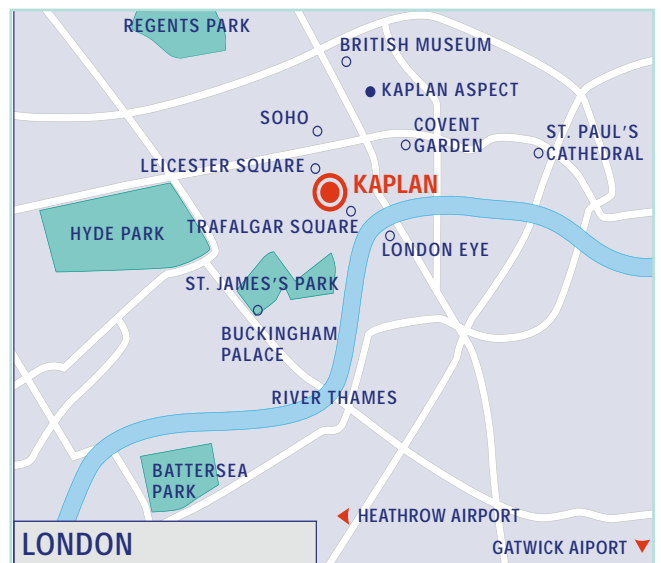 REGENTS PARK
BRITISH MUSEUM
KAPLAN ASPECT
SOHO
COVENT
GARDEN
ST. PAUL'S
CATHEDRAL
LEICESTER SQUARE
KAPLAN
HYDE PARK
TRAFALGAR SQUARE
LONDON EYE
ST. JAMES'S PARK
BUCKINGHAM
PALACE
RIVER THAMES
BATTERSEA
PARK
HEATHROW AIRPORT
LONDON
GATWICK AIPORT